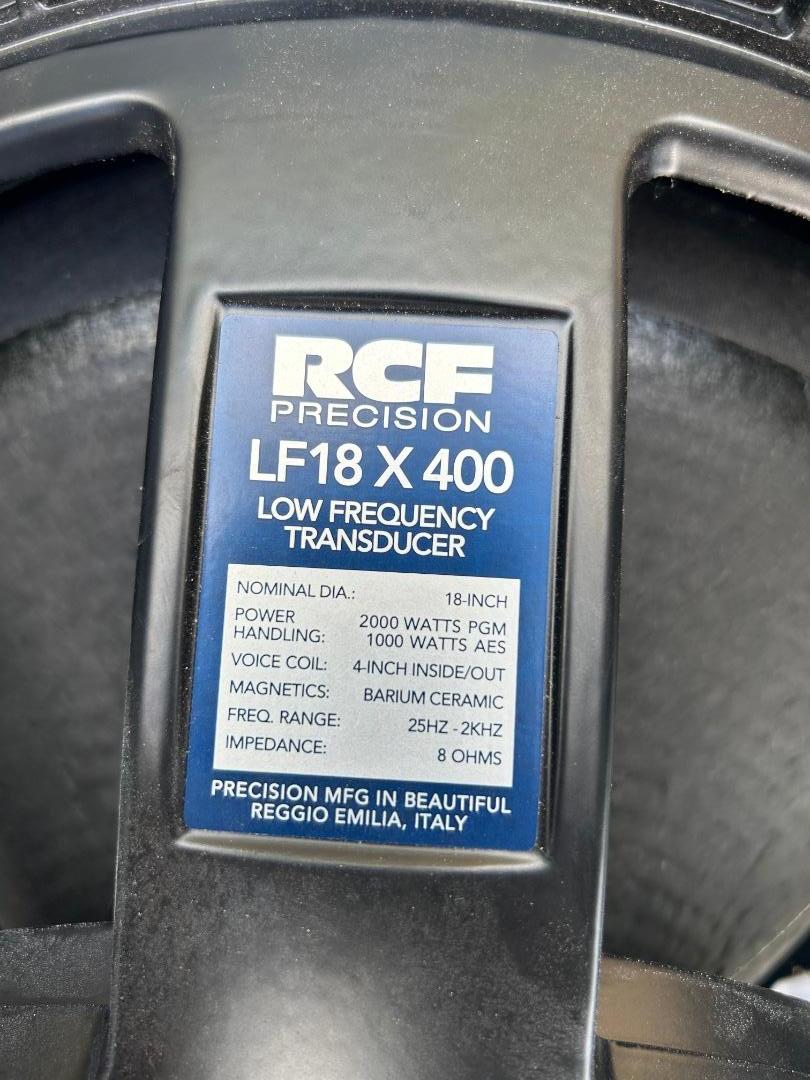 RCF
PRECISION
LF18 X 400
LOW FREQUENCY
TRANSDUCER
NOMINAL DIA.: 18-INCH
POWER HANDLING: 2000 WATTS PGM
1000 WATTS AES
VOICE COIL: 4-INCH INSIDE/OUT
MAGNETICS: BARIUM CERAMIC
FREQ. RANGE: 25HZ - 2KHZ
IMPEDANCE: 8 OHMS
PRECISION MFG IN BEAUTIFUL
REGGIO EMILIA, ITALY